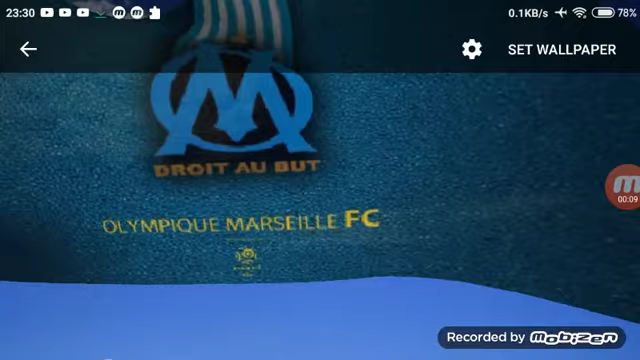 23:30
0.1KB/s
78%
SET WALLPAPER
DROIT AU BUT
OLYMPIQUE MARSEILLE FC
00:09
Recorded by mobizen